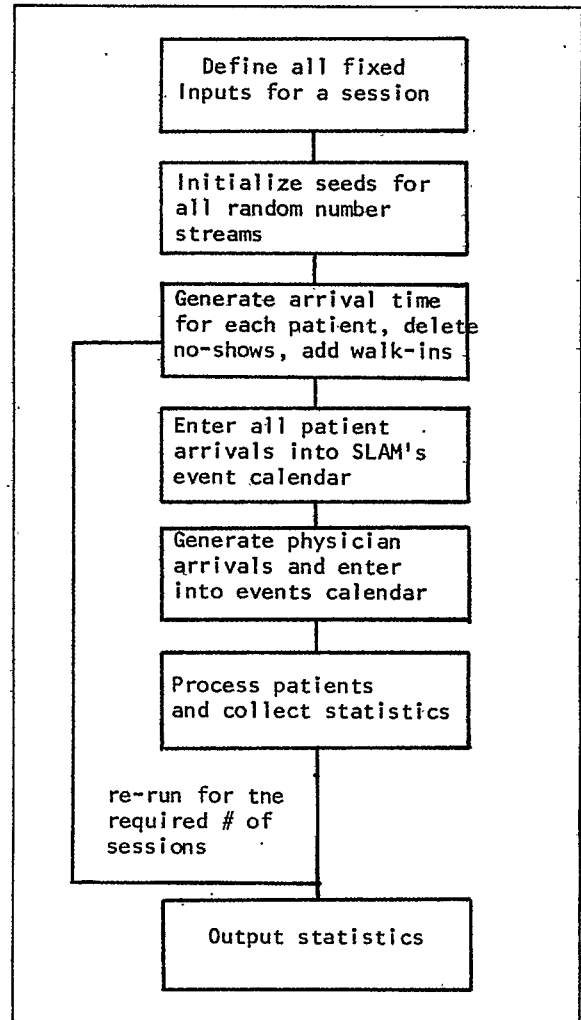 Define all fixed
Inputs for a session
Initialize seeds for
all random number
streams
Generate arrival time
for each patient, delete
no-shows, add walk-ins
Enter all patient
arrivals into SLAM's
event calendar
Generate physician
arrivals and enter
into events calendar
Process patients
and collect statistics
re-run for tne
required # of
sessions
Output statistics